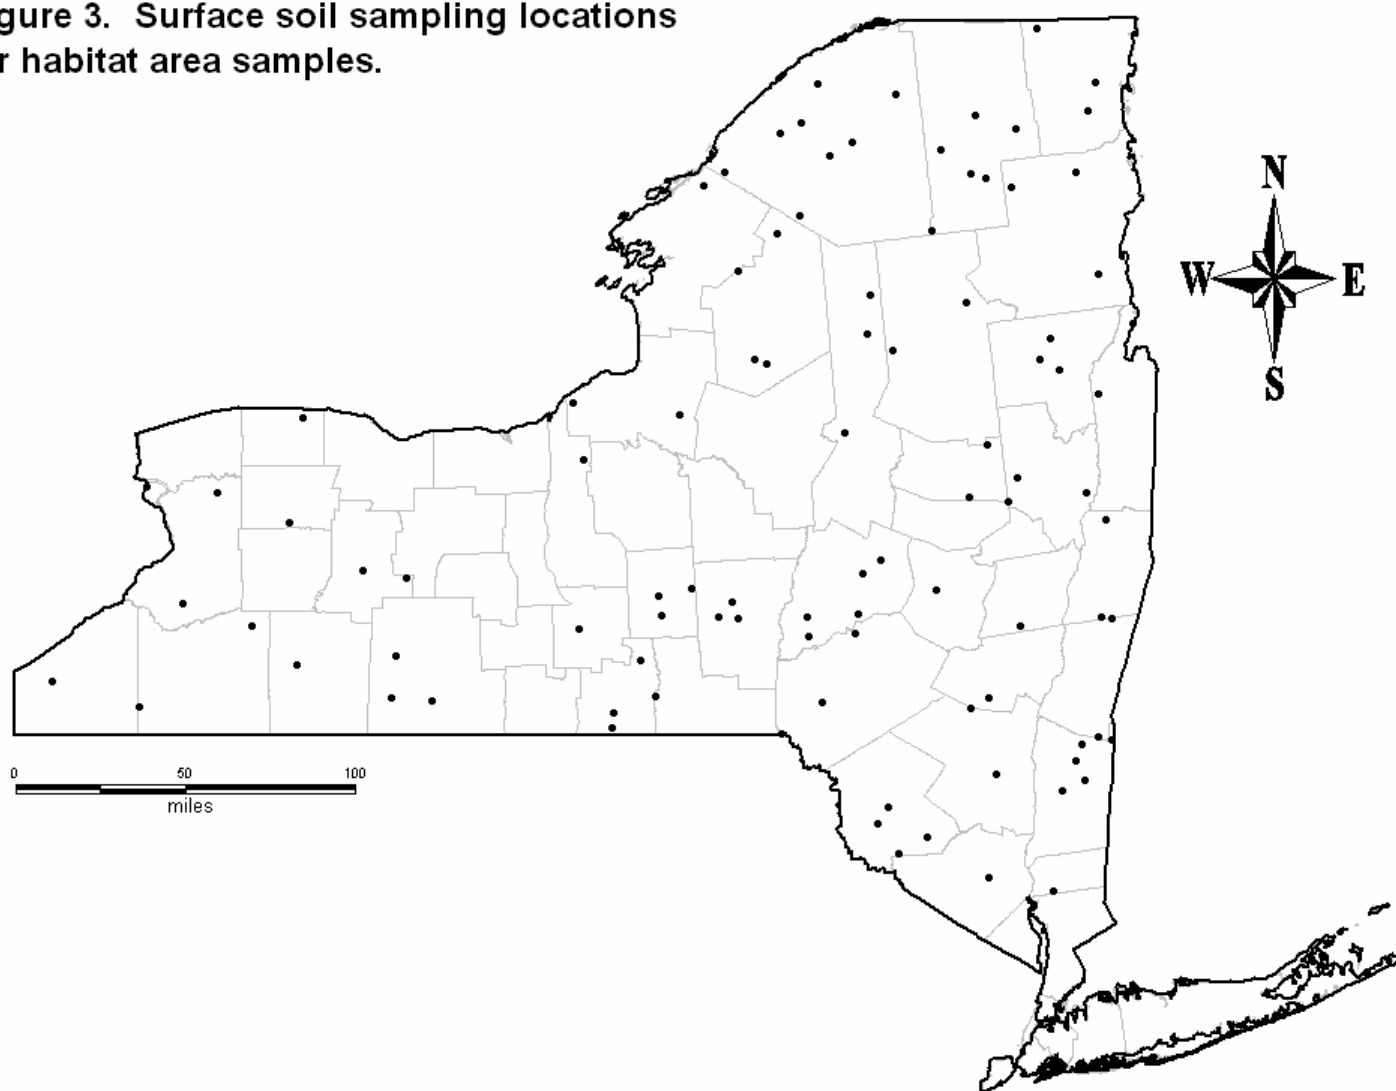 gure 3. Surface soil sampling locations
r habitat area samples.
N
W E
S
0 50 100
miles